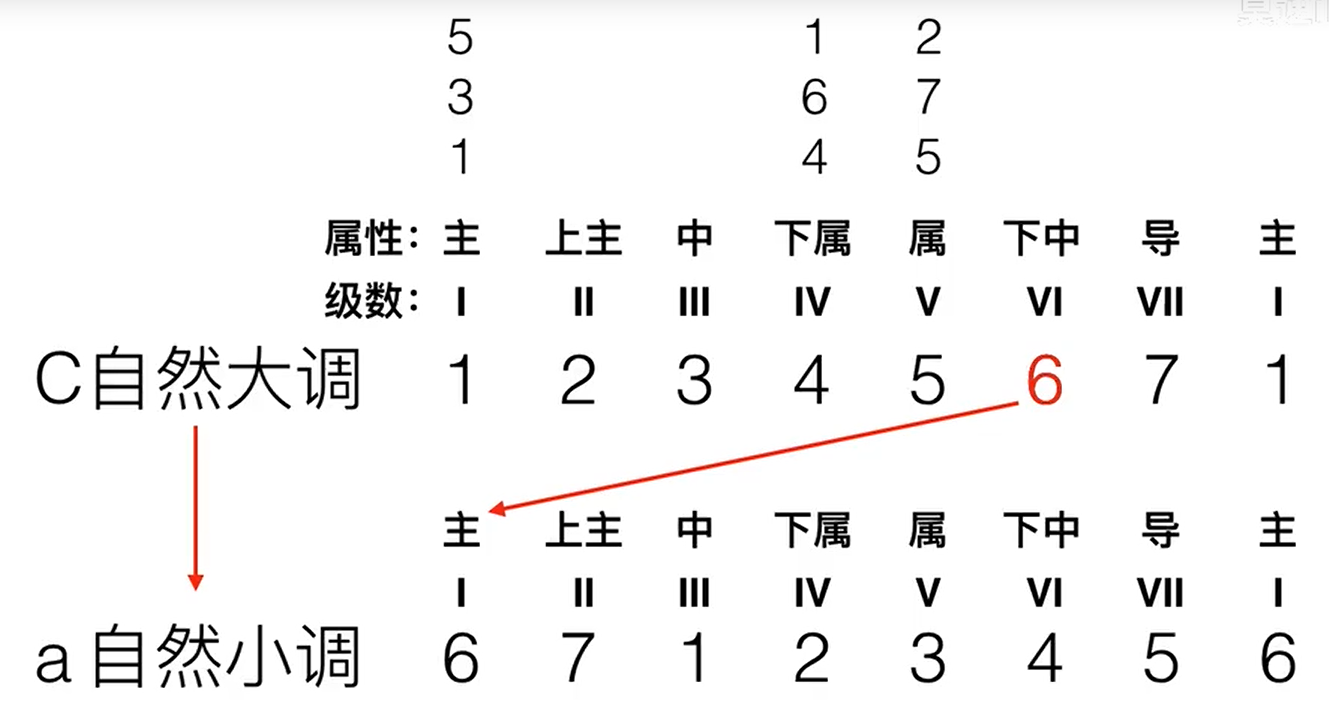 5 1 2
3 6 7
1 4 5
属性：主 上主 中 下属 属 下中 导 主
级数：I II III IV V VI VII I
C自然大调 1 2 3 4 5 6 7 1
主 上主 中 下属 属 下中 导 主
I II III IV V VI VII I
a自然小调 6 7 1 2 3 4 5 6